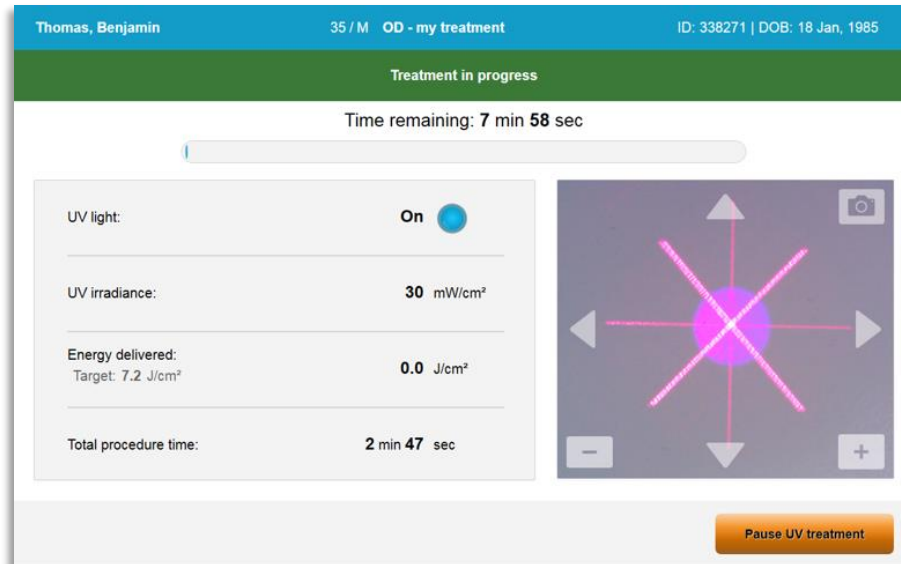 Thomas, Benjamin 35 / M OD - my treatment ID: 338271 | DOB: 18 Jan, 1985
Treatment in progress
Time remaining: 7 min 58 sec
UV light: On
UV irradiance: 30 mW/cm²
Energy delivered:
Target: 7.2 J/cm² 0.0 J/cm²
Total procedure time: 2 min 47 sec
Pause UV treatment